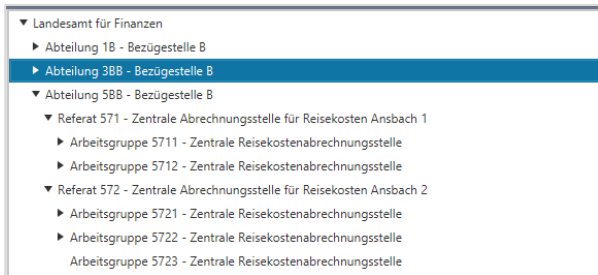 Landesamt für Finanzen
Abteilung 1B - Bezügestelle B
Abteilung 3BB - Bezügestelle B
Abteilung 5BB - Bezügestelle B
Referat 571 - Zentrale Abrechnungsstelle für Reisekosten Ansbach 1
Arbeitsgruppe 5711 - Zentrale Reisekostenabrechnungsstelle
Arbeitsgruppe 5712 - Zentrale Reisekostenabrechnungsstelle
Referat 572 - Zentrale Abrechnungsstelle für Reisekosten Ansbach 2
Arbeitsgruppe 5721 - Zentrale Reisekostenabrechnungsstelle
Arbeitsgruppe 5722 - Zentrale Reisekostenabrechnungsstelle
Arbeitsgruppe 5723 - Zentrale Reisekostenabrechnungsstelle